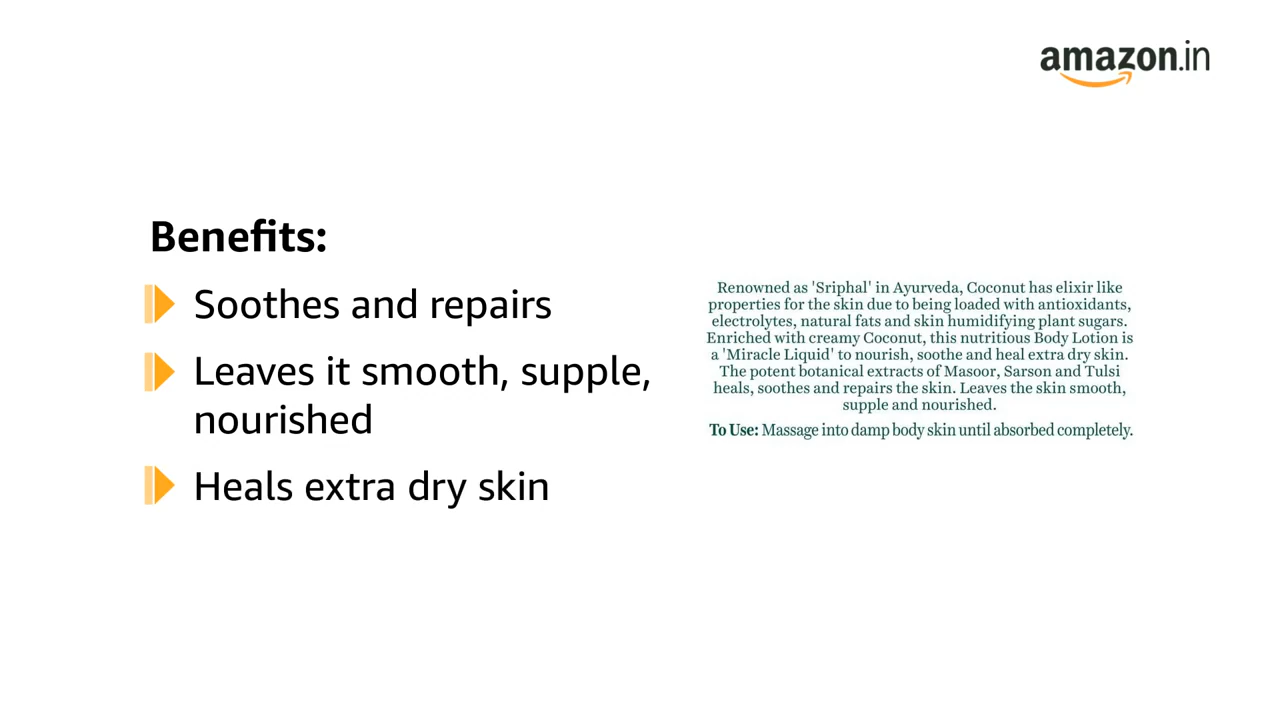 amazon.in
Benefits:
Soothes and repairs
Leaves it smooth, supple,
nourished
Heals extra dry skin
Renowned as 'Sriphal' in Ayurveda, Coconut has elixir like
properties for the skin due to being loaded with antioxidants,
electrolytes, natural fats and skin humidifying plant sugars.
Enriched with creamy Coconut, this nutritious Body Lotion is
a 'Miracle Liquid' to nourish, soothe and heal extra dry skin.
The potent botanical extracts of Masoor, Sarson and Tulsi
heals, soothes and repairs the skin. Leaves the skin smooth,
supple and nourished.
To Use: Massage into damp body skin until absorbed completely.